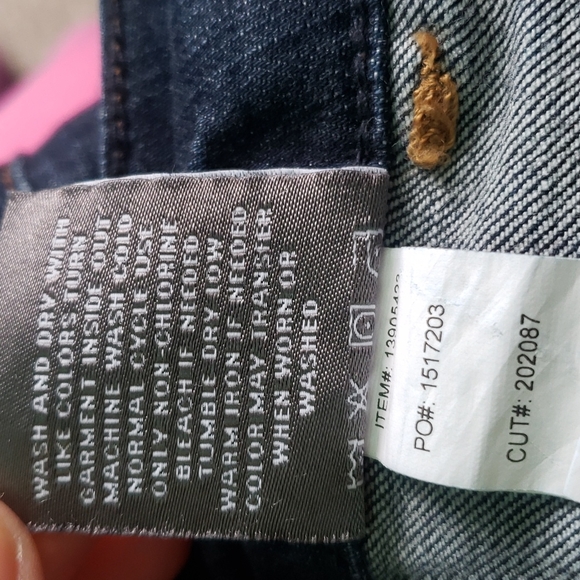 WASH AND DRY WITH
LIKE COLORS TURN
GARMENT INSIDE OUT
MACHINE WASH COLD
NORMAL CYCLE USE
ONLY NON-CHLORINE
BLEACH IF NEEDED
TUMBLE DRY LOW
WARM IRON IF NEEDED
COLOR MAY TRANSFER
WHEN WORN OR
WASHED
ITEM#:
PO#: 1517203
CUT#: 202087